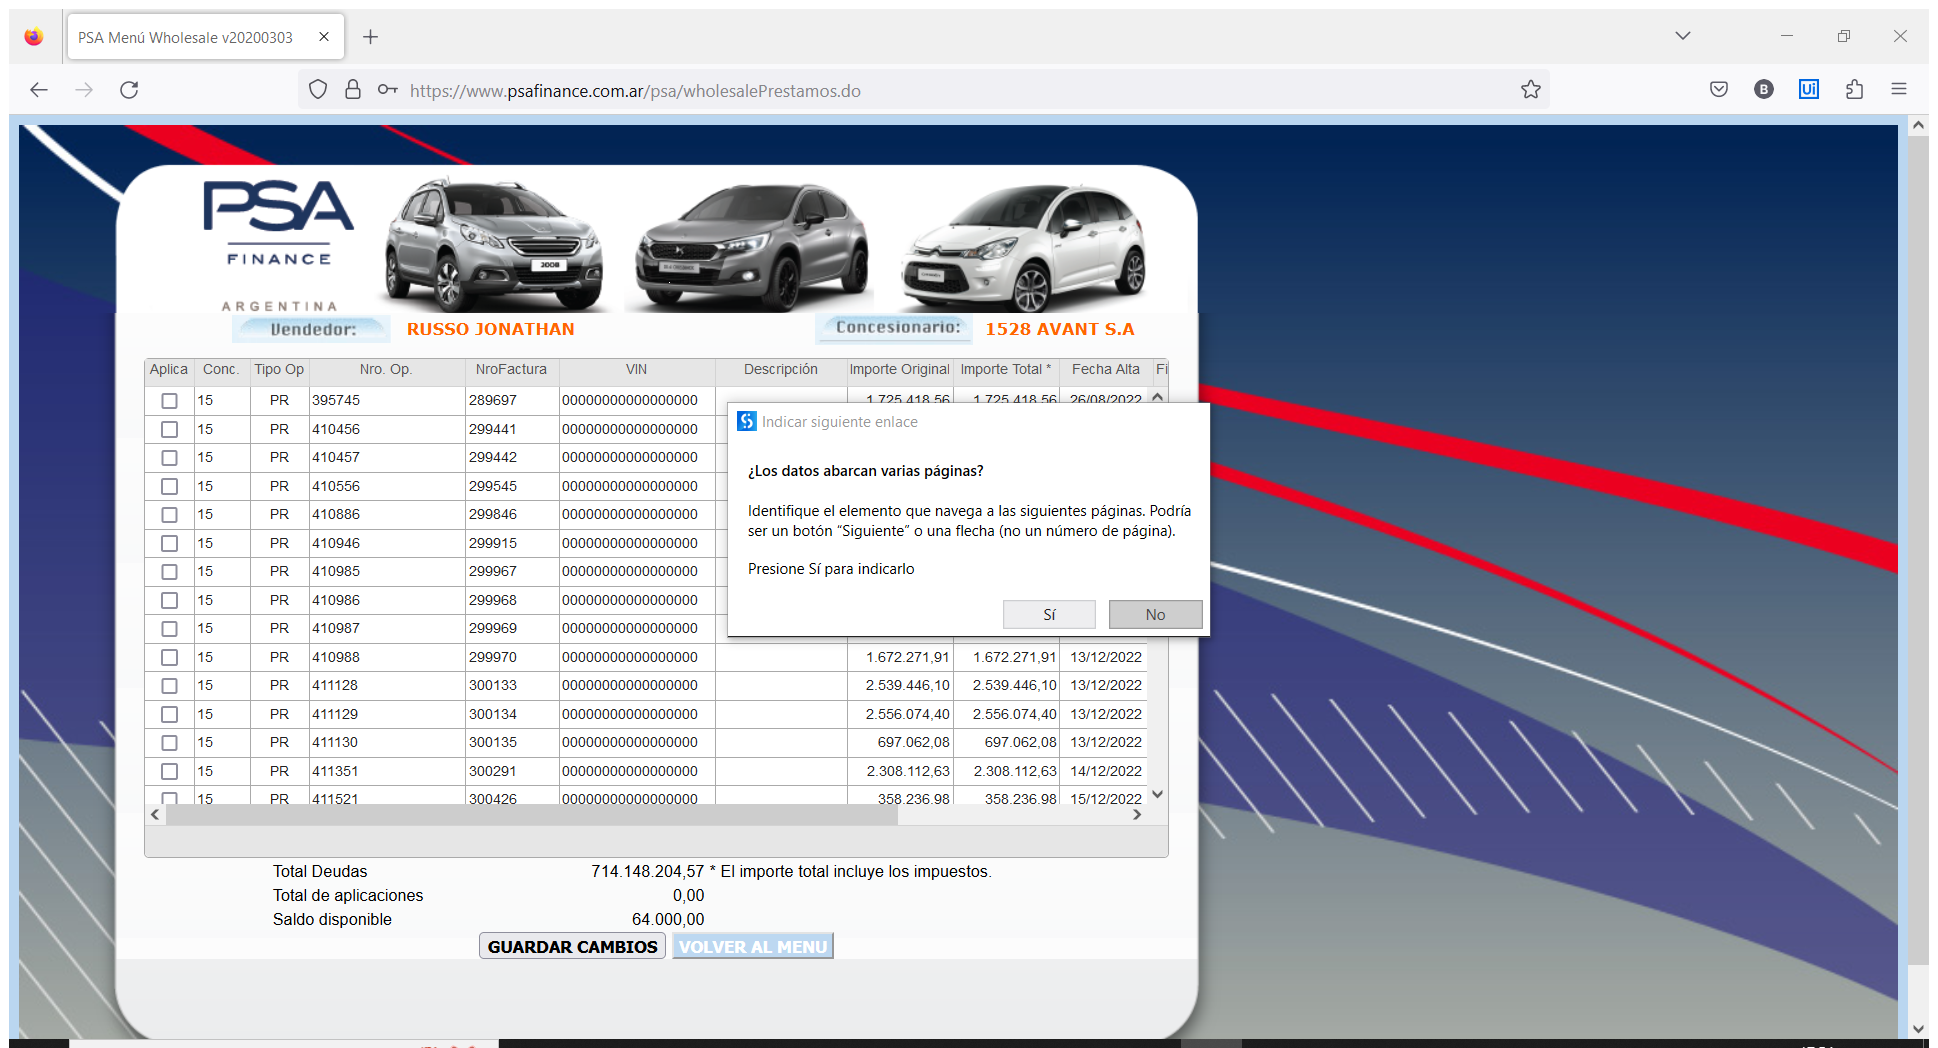 PSA Menú Wholesale v20200303
https://www.psafinance.com.ar/psa/wholesalePrestamos.do
B
Ui
PSA
FINANCE
ARGENTINA
2008
Vendedor: RUSSO JONATHAN Concesionario: 1528 AVANT S.A
Aplica Conc. Tipo Op Nro. Op. NroFactura VIN Descripción Importe Original Importe Total * Fecha Alta Fi
15 PR 395745 289697 00000000000000000 1.725.418,56 1.725.418,56 26/08/2022
15 PR 410456 299441 00000000000000000
15 PR 410457 299442 00000000000000000
15 PR 410556 299545 00000000000000000
15 PR 410886 299846 00000000000000000
15 PR 410946 299915 00000000000000000
15 PR 410985 299967 00000000000000000
15 PR 410986 299968 00000000000000000
15 PR 410987 299969 00000000000000000
15 PR 410988 299970 00000000000000000 1.672.271,91 1.672.271,91 13/12/2022
15 PR 411128 300133 00000000000000000 2.539.446,10 2.539.446,10 13/12/2022
15 PR 411129 300134 00000000000000000 2.556.074,40 2.556.074,40 13/12/2022
15 PR 411130 300135 00000000000000000 697.062,08 697.062,08 13/12/2022
15 PR 411351 300291 00000000000000000 2.308.112,63 2.308.112,63 14/12/2022
15 PR 411521 300426 00000000000000000 358.236,98 358.236,98 15/12/2022
Indicar siguiente enlace
¿Los datos abarcan varias páginas?
Identifique el elemento que navega a las siguientes páginas. Podría
ser un botón “Siguiente” o una flecha (no un número de página).
Presione Sí para indicarlo
Sí No
Total Deudas 714.148.204,57 * El importe total incluye los impuestos.
Total de aplicaciones 0,00
Saldo disponible 64.000,00
GUARDAR CAMBIOS VOLVER AL MENU